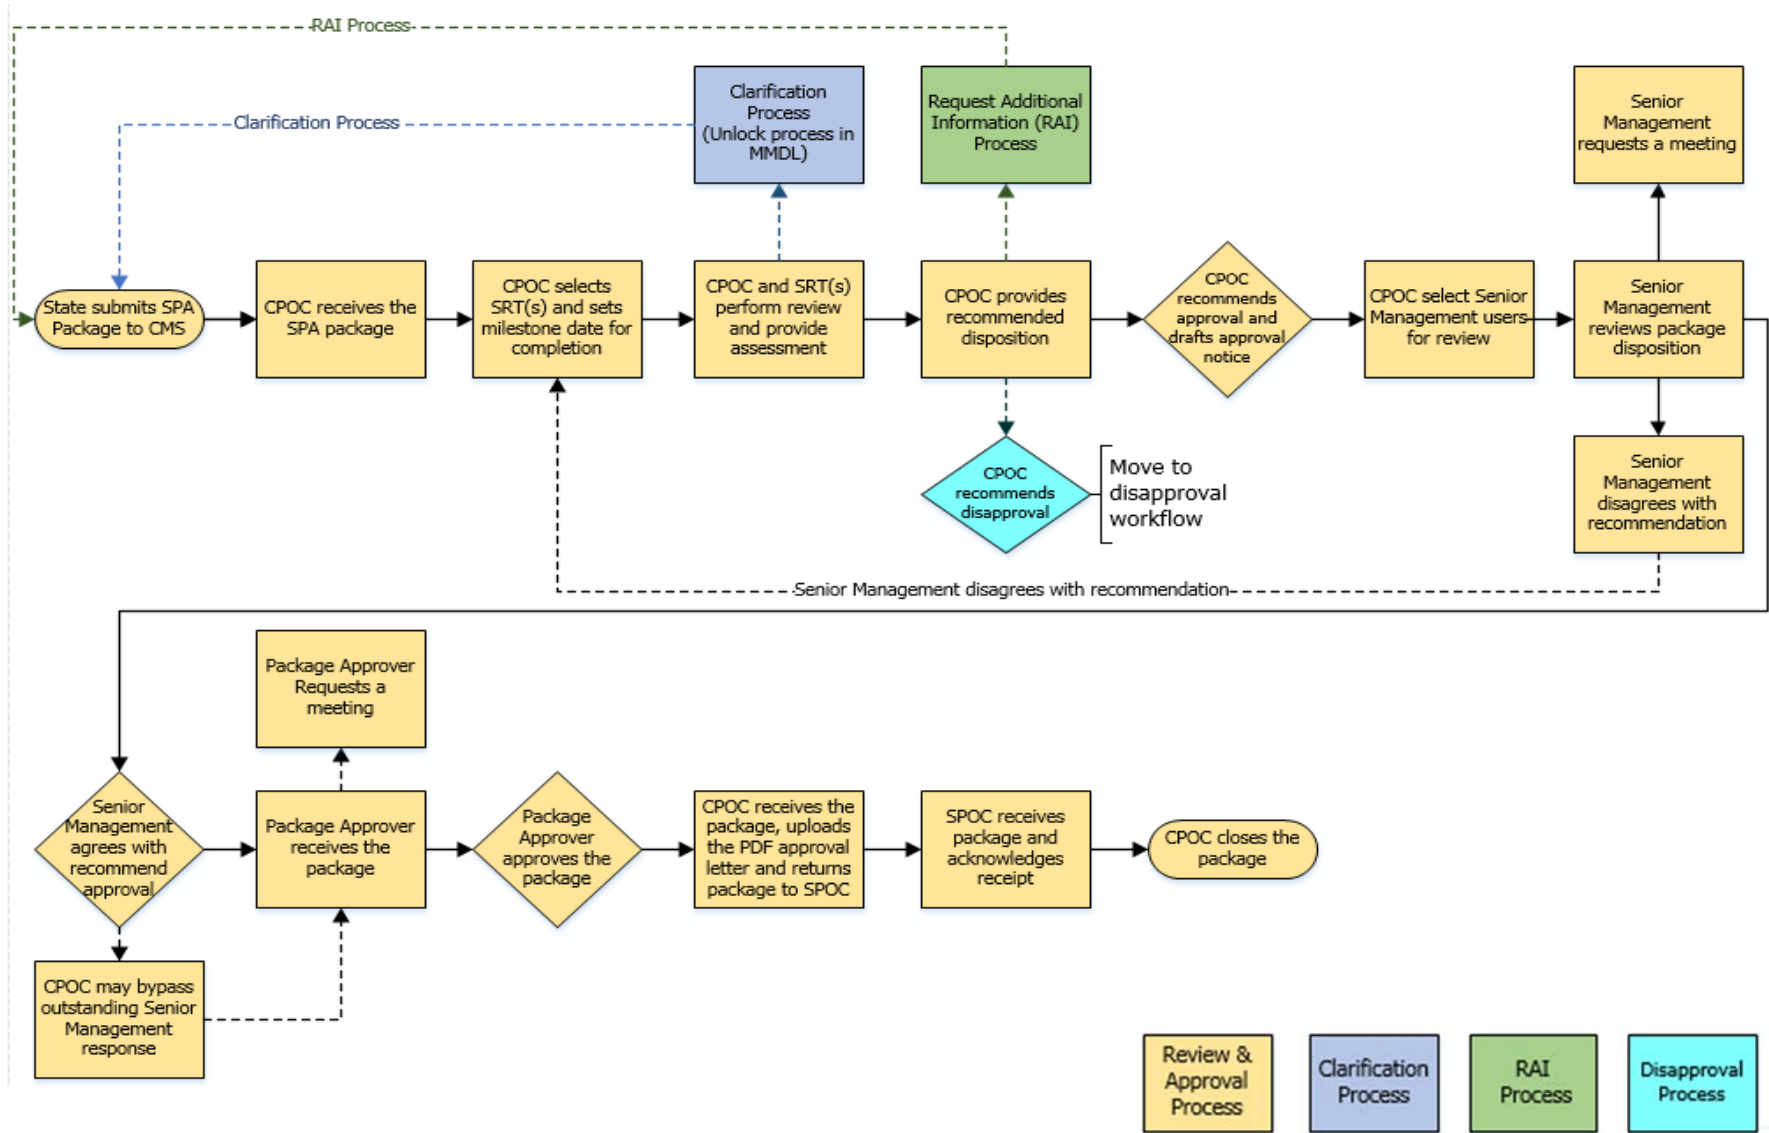 RAI Process
Clarification Process
Clarification
Process
(Unlock process in
MMDL)
Request Additional
Information (RAI)
Process
Senior
Management
requests a meeting
State submits SPA
Package to CMS
CPOC receives the
SPA package
CPOC selects
SRT(s) and sets
milestone date for
completion
CPOC and SRT(s)
perform review
and provide
assessment
CPOC provides
recommended
disposition
CPOC
recommends
approval and
drafts approval
notice
CPOC select Senior
Management users
for review
Senior
Management
reviews package
disposition
CPOC
recommends
disapproval
Move to
disapproval
workflow
Senior
Management
disagrees with
recommendation
Senior Management disagrees with recommendation
Package Approver
Requests a
meeting
Senior
Management
agrees with
recommend
approval
Package Approver
receives the
package
Package
Approver
approves the
package
CPOC receives the
package, uploads
the PDF approval
letter and returns
package to SPOC
SPOC receives
package and
acknowledges
receipt
CPOC closes the
package
CPOC may bypass
outstanding Senior
Management
response
Review &
Approval
Process
Clarification
Process
RAI
Process
Disapproval
Process